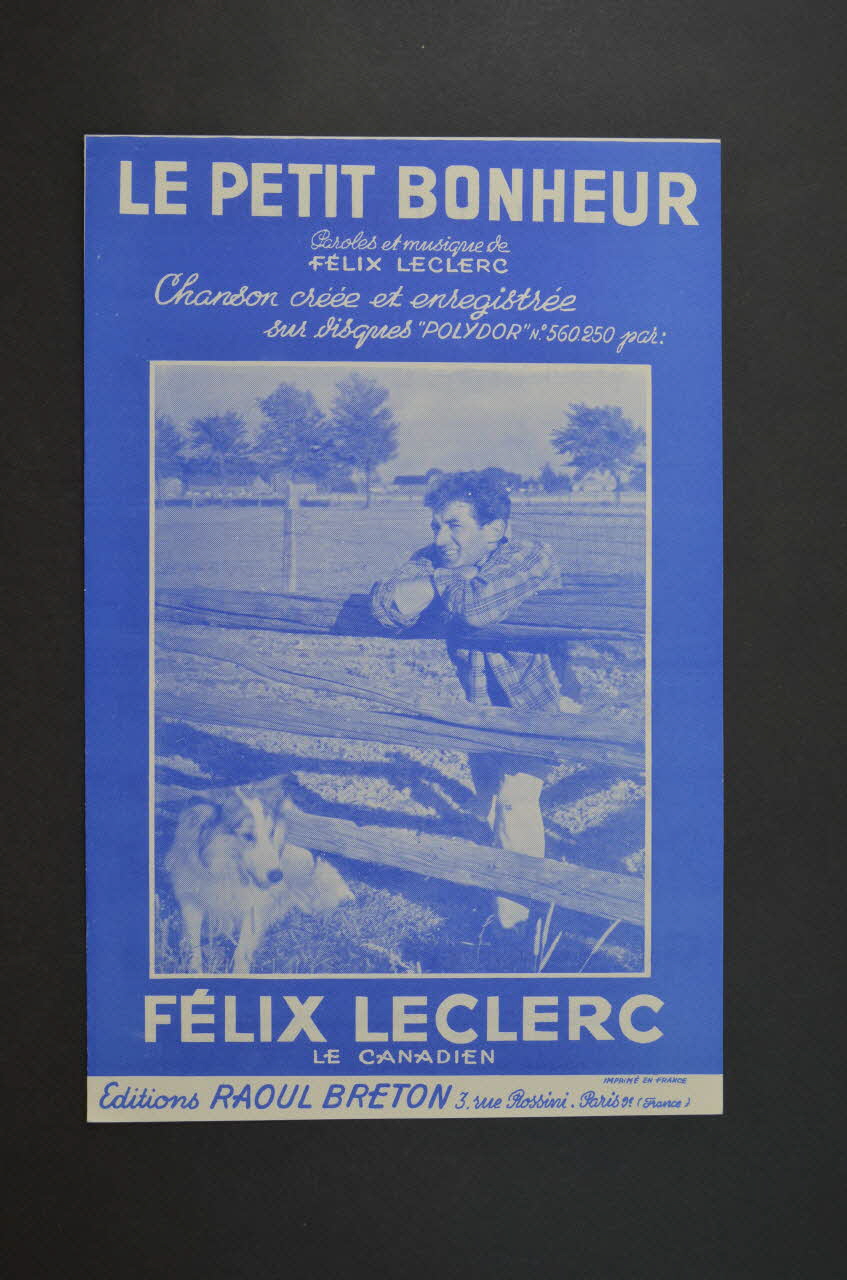 LE PETIT BONHEUR
Paroles et musique de
FÉLIX LECLERC
Chanson créée et enregistrée
sur disques "POLYDOR" N° 560.250 par:
FÉLIX LECLERC
LE CANADIEN
IMPRIMÉ EN FRANCE
Editions RAOUL BRETON 3, rue Rossini. Paris 9e (France)